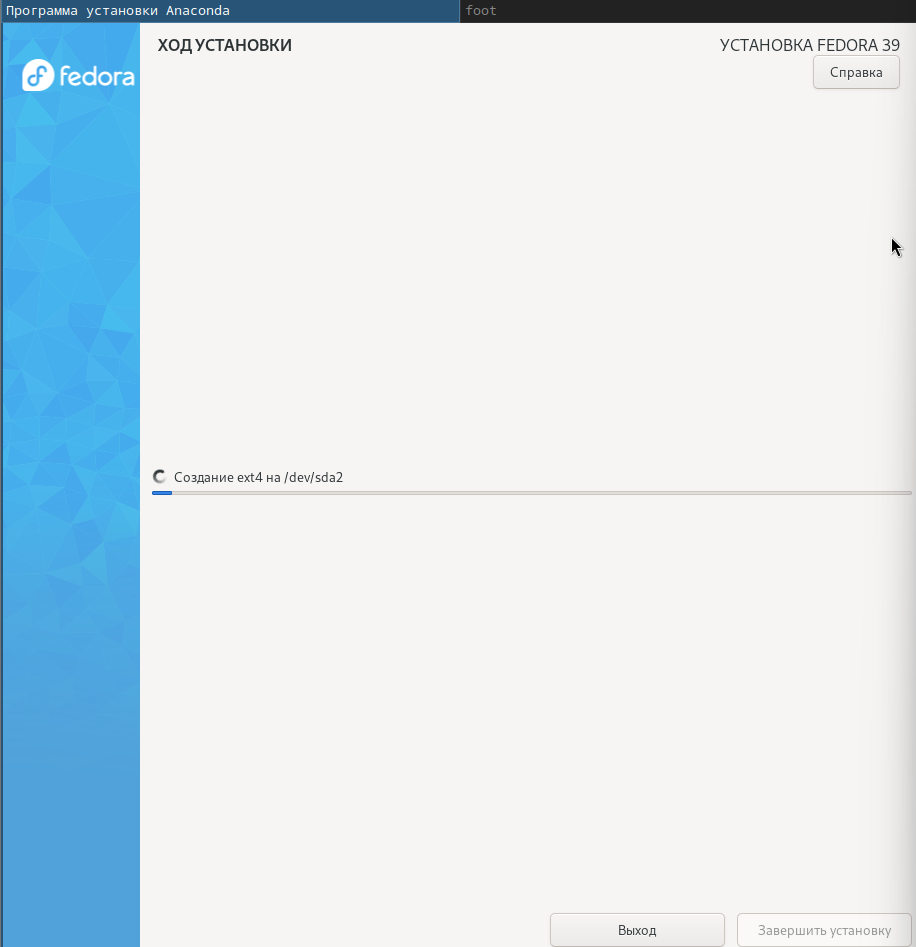 Программа установки Anaconda
foot
fedora
ХОД УСТАНОВКИ
УСТАНОВКА FEDORA 39
Справка
Создание ext4 на /dev/sda2
Выход
Завершить установку